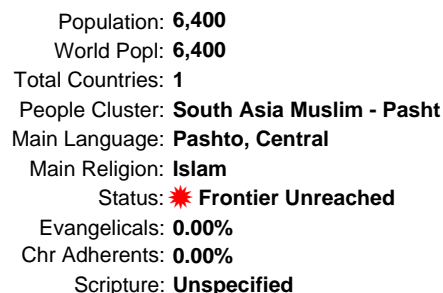 Population: 6,400
World Popl: 6,400
Total Countries: 1
People Cluster: South Asia Muslim - Pasht
Main Language: Pashto, Central
Main Religion: Islam
Status: Frontier Unreached
Evangelicals: 0.00%
Chr Adherents: 0.00%
Scripture: Unspecified